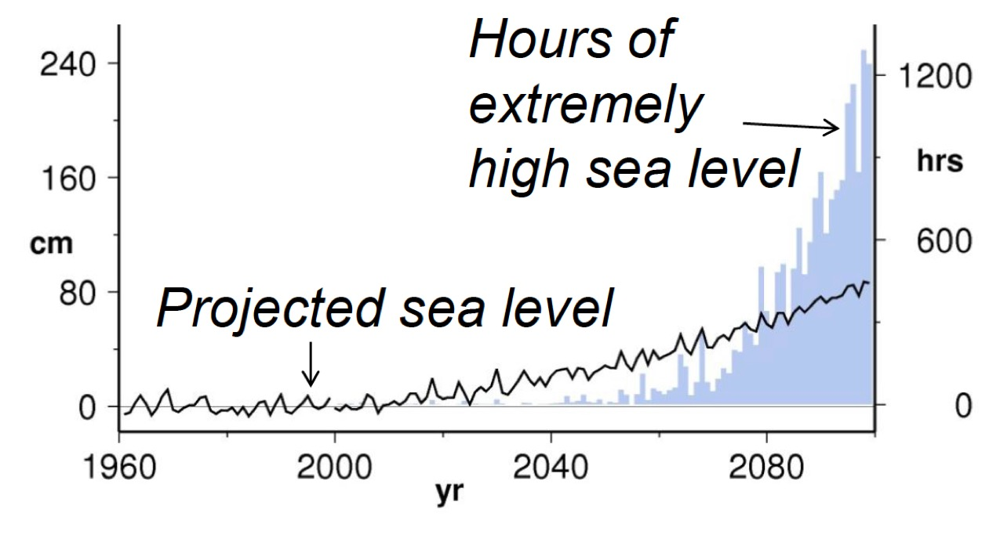 Hours of
extremely
high sea level
240
160
cm
80
0
1200
hrs
600
0
Projected sea level
1960
2000
2040
2080
yr